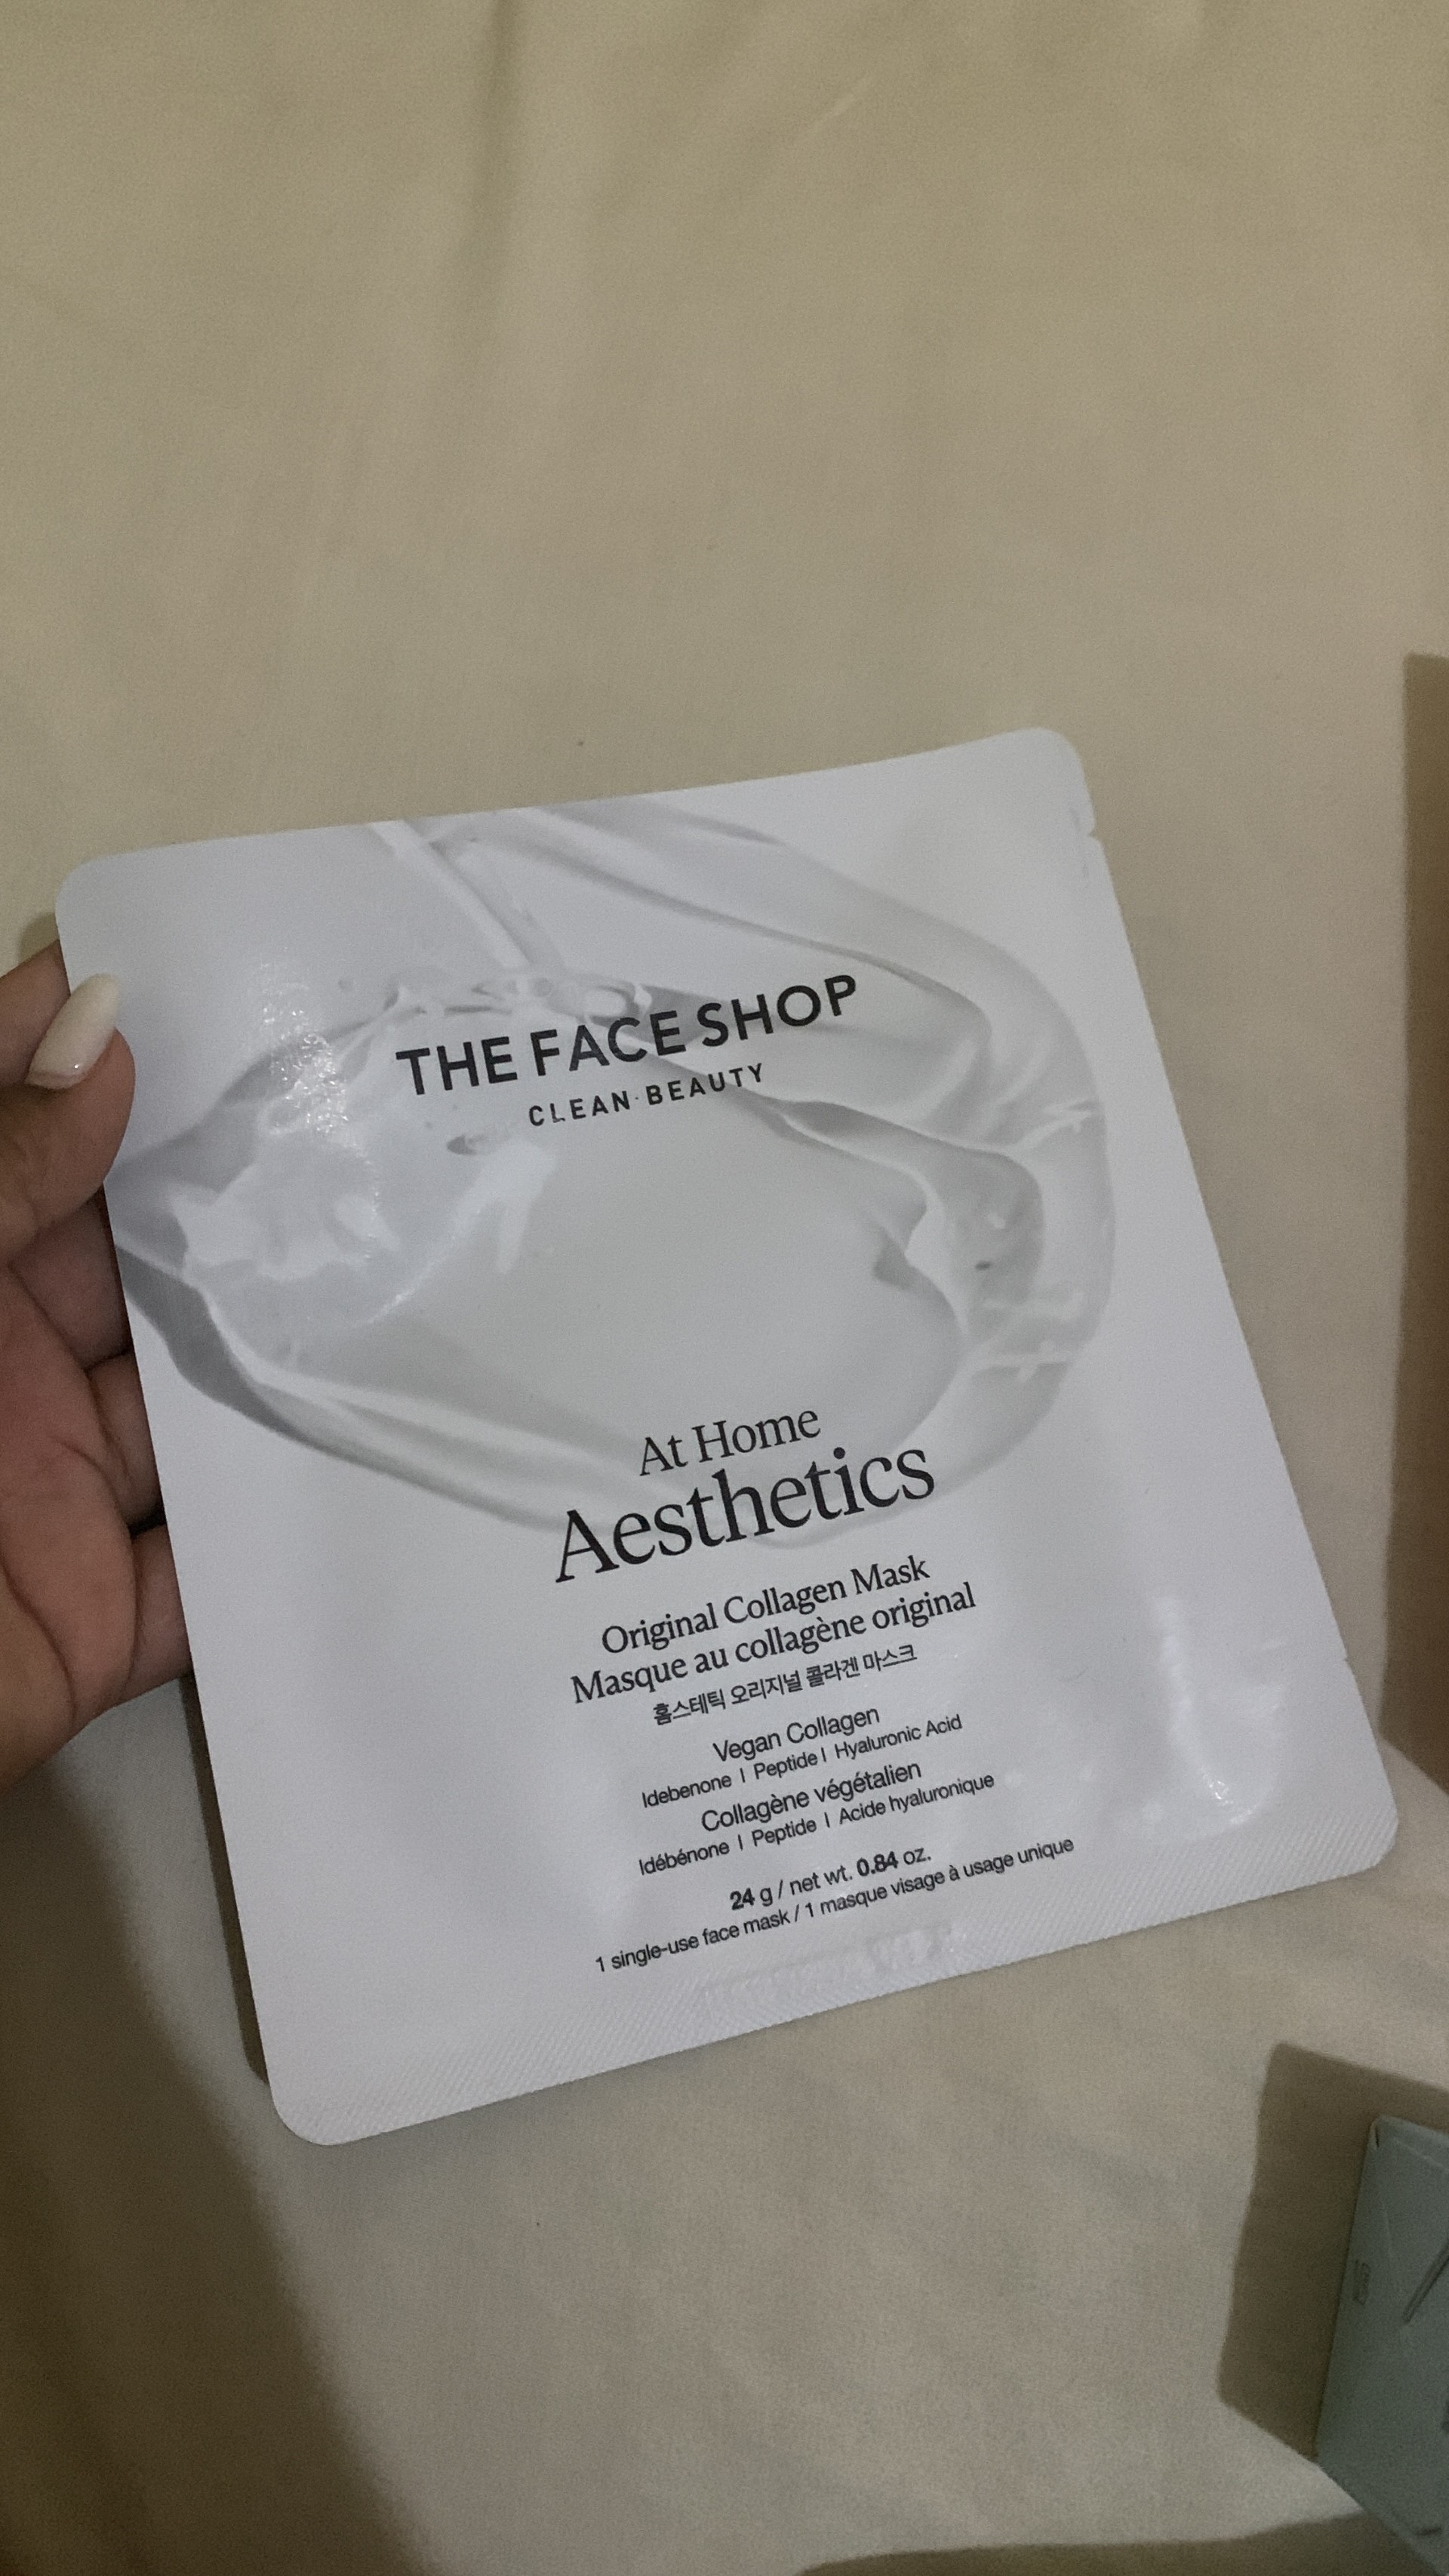 THE FACE SHOP
CLEAN·BEAUTY
At Home
Aesthetics
Original Collagen Mask
Masque au collagène original
홈스테틱 오리지널 콜라겐 마스크
Vegan Collagen
Idebenone | Peptide | Hyaluronic Acid
Collagène végétalien
Idébénone | Peptide | Acide hyaluronique
24 g / net wt. 0.84 oz.
1 single-use face mask / 1 masque visage à usage unique